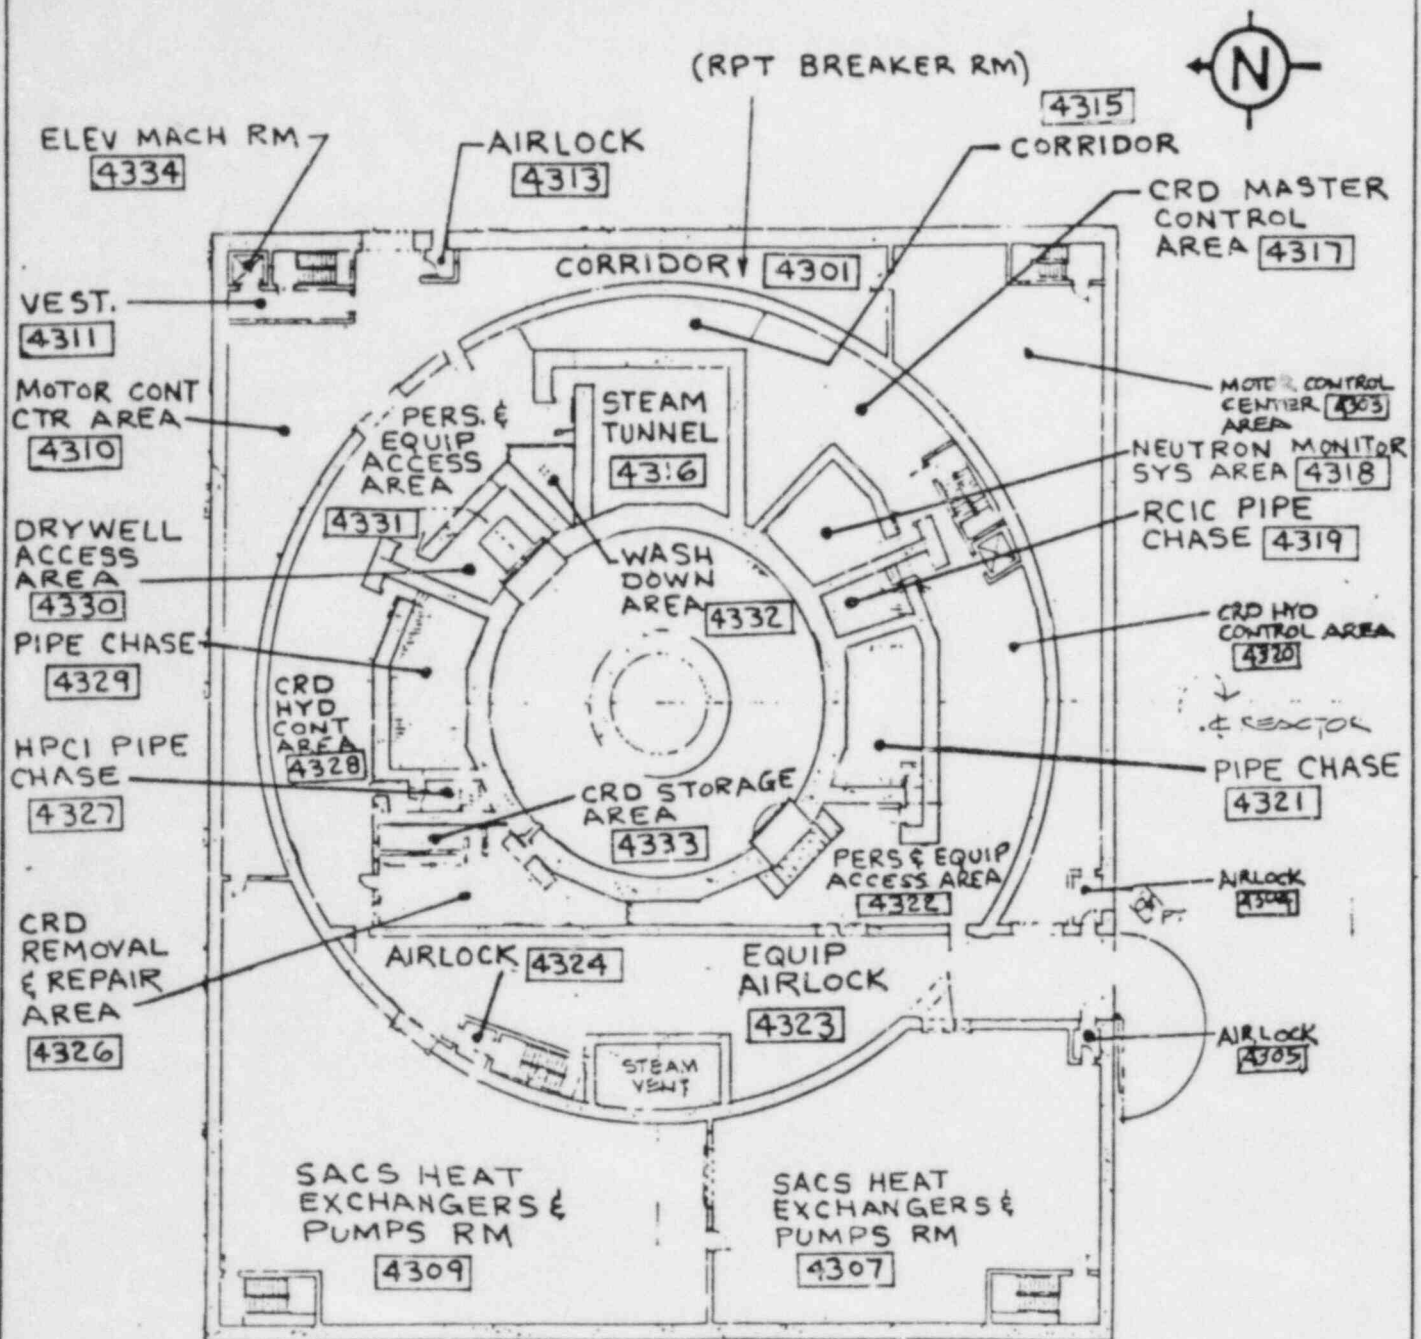 (RPT BREAKER RM)
N
4315
CORRIDOR
ELEV MACH RM
4334
AIRLOCK
4313
CRD MASTER
CONTROL
AREA 4317
CORRIDOR 4301
VEST.
4311
MOTOR CONT
CTR AREA
4310
MOTOR CONTROL
CENTER 4303
AREA
PERS. &
EQUIP
ACCESS
AREA
4331
STEAM
TUNNEL
4316
NEUTRON MONITOR
SYS AREA 4318
RCIC PIPE
CHASE 4319
DRYWELL
ACCESS
AREA
4330
WASH
DOWN
AREA 4332
CRD HYD
CONTROL AREA
4320
PIPE CHASE
4329
CRD
HYD
CONT
AREA
4328
℄ REACTOR
HPCI PIPE
CHASE
4327
PIPE CHASE
4321
CRD STORAGE
AREA
4333
PERS & EQUIP
ACCESS AREA
4322
AIRLOCK
4304
CRD
REMOVAL
& REPAIR
AREA
4326
AIRLOCK 4324
EQUIP
AIRLOCK
4323
AIRLOCK
4305
STEAM
VENT
SACS HEAT
EXCHANGERS &
PUMPS RM
4309
SACS HEAT
EXCHANGERS &
PUMPS RM
4307